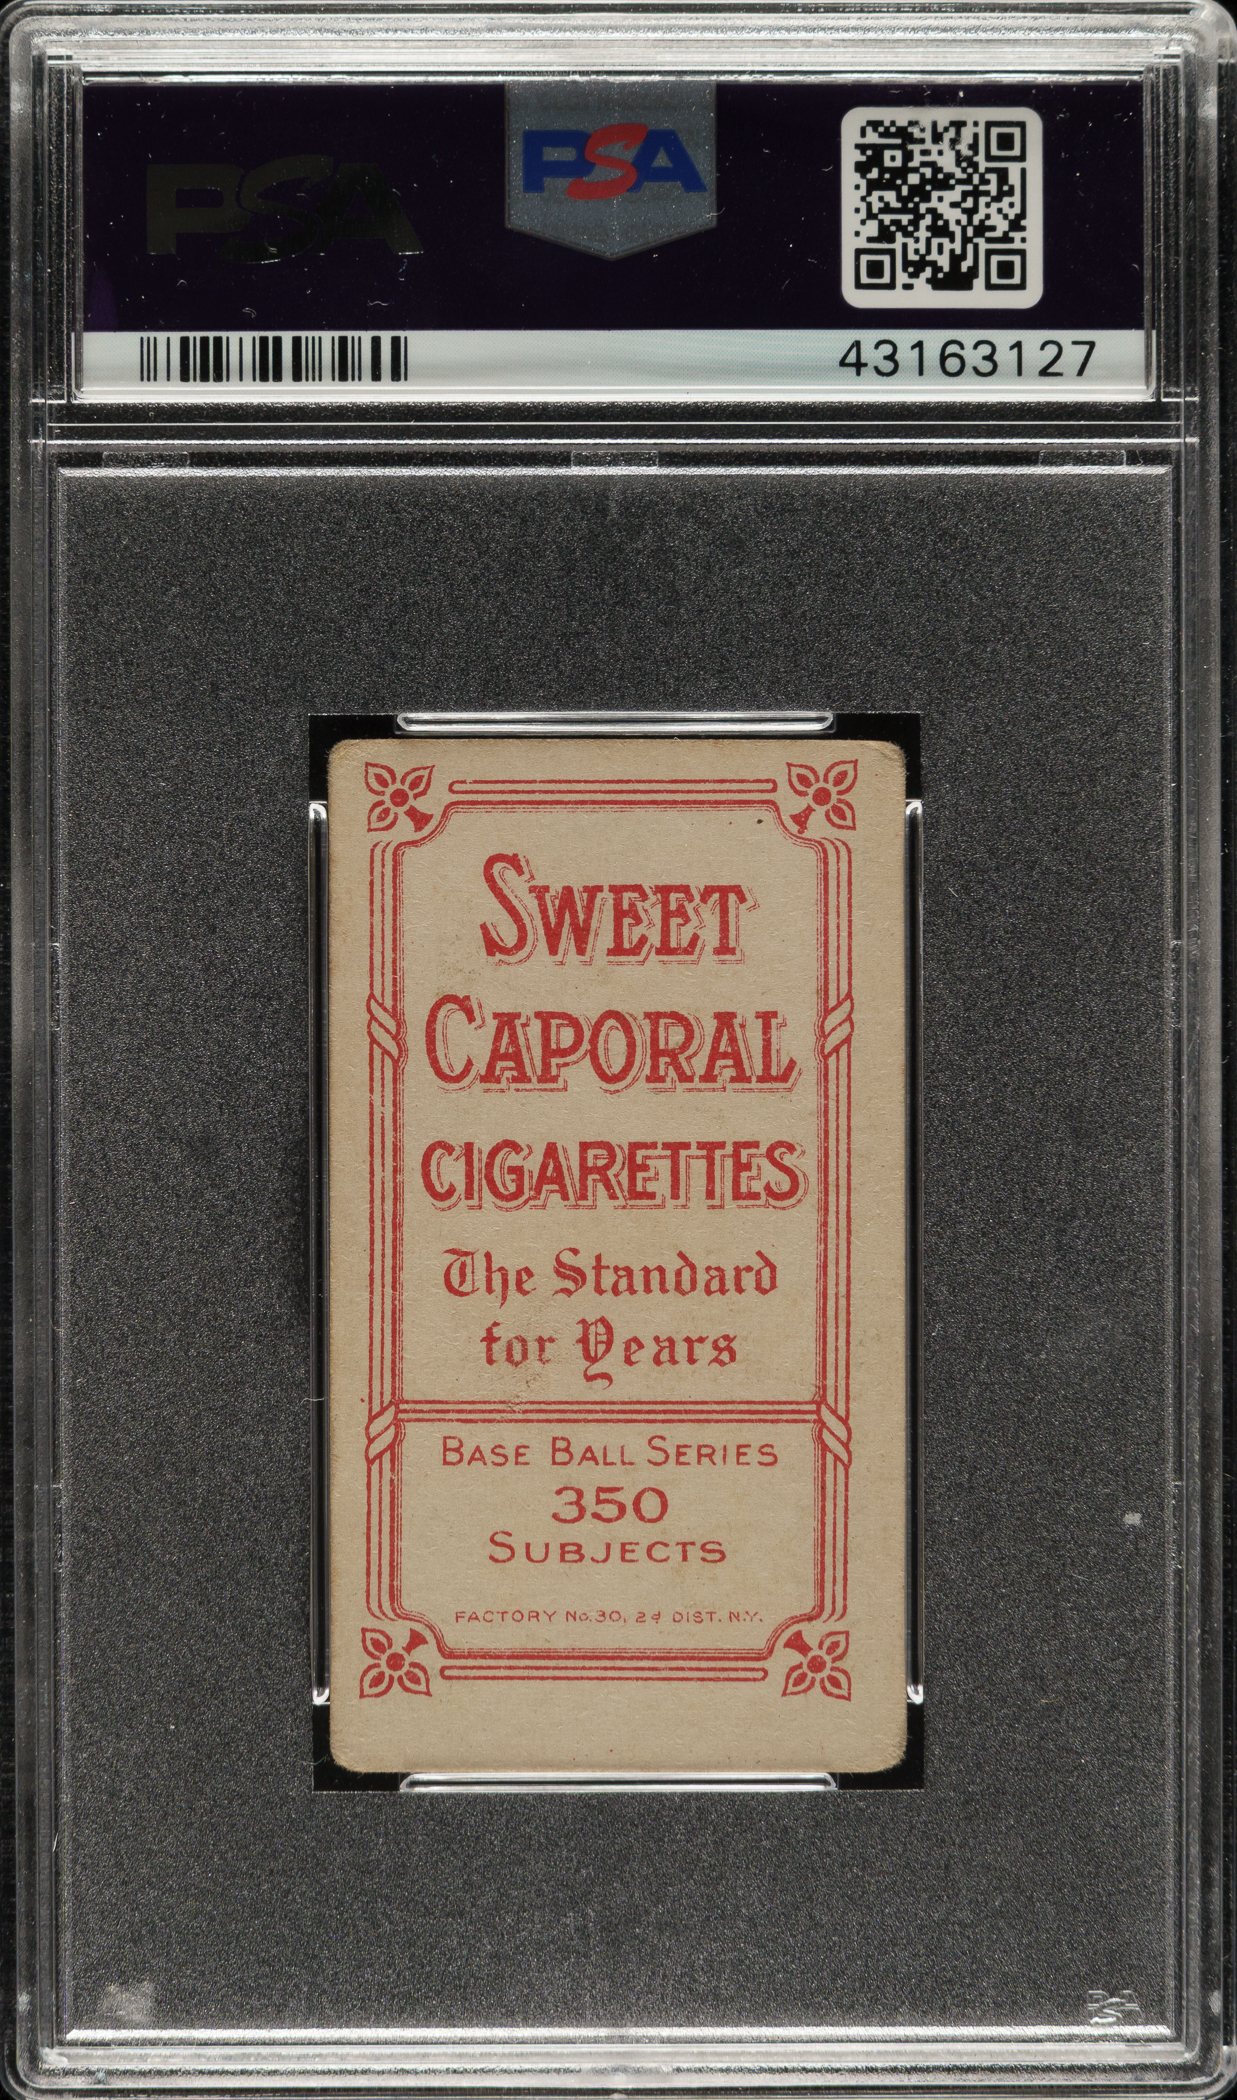 PSA
PSA
43163127
SWEET
CAPORAL
CIGARETTES
The Standard
for Years
BASE BALL SERIES
350
SUBJECTS
FACTORY No. 30, 2d DIST. N.Y.
PSA